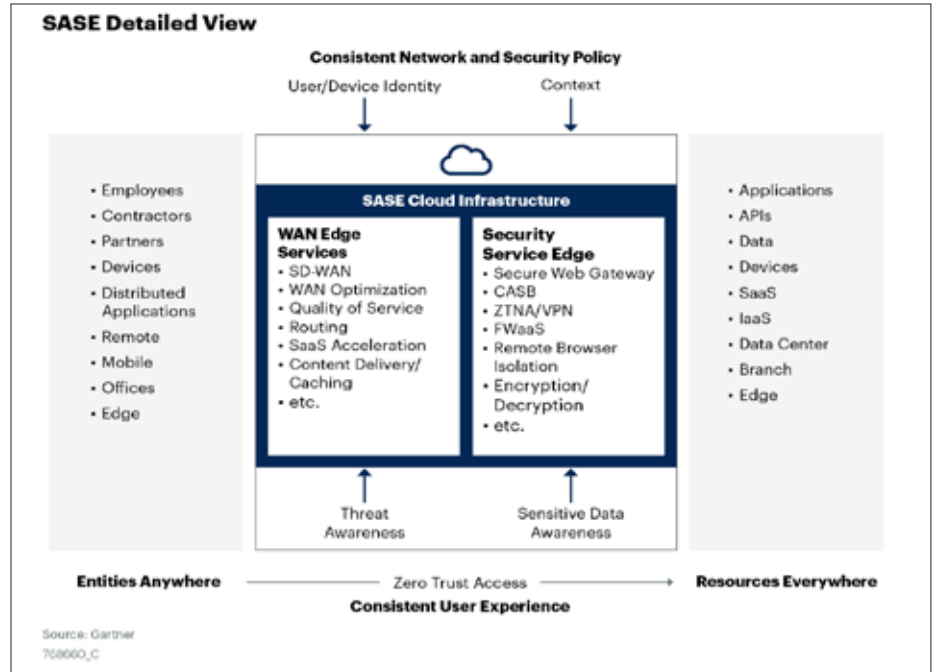 SASE Detailed View
Consistent Network and Security Policy
User/Device Identity
Context
• Employees
• Contractors
• Partners
• Devices
• Distributed
Applications
• Remote
• Mobile
• Offices
• Edge
SASE Cloud Infrastructure
WAN Edge
Services
• SD-WAN
• WAN Optimization
• Quality of Service
• Routing
• SaaS Acceleration
• Content Delivery/
Caching
• etc.
Security
Service Edge
• Secure Web Gateway
• CASB
• ZTNA/VPN
• FWaaS
• Remote Browser
Isolation
• Encryption/
Decryption
• etc.
• Applications
• APIs
• Data
• Devices
• SaaS
• IaaS
• Data Center
• Branch
• Edge
Threat
Awareness
Sensitive Data
Awareness
Entities Anywhere
Zero Trust Access
Resources Everywhere
Consistent User Experience
Source: Gartner
768660_C